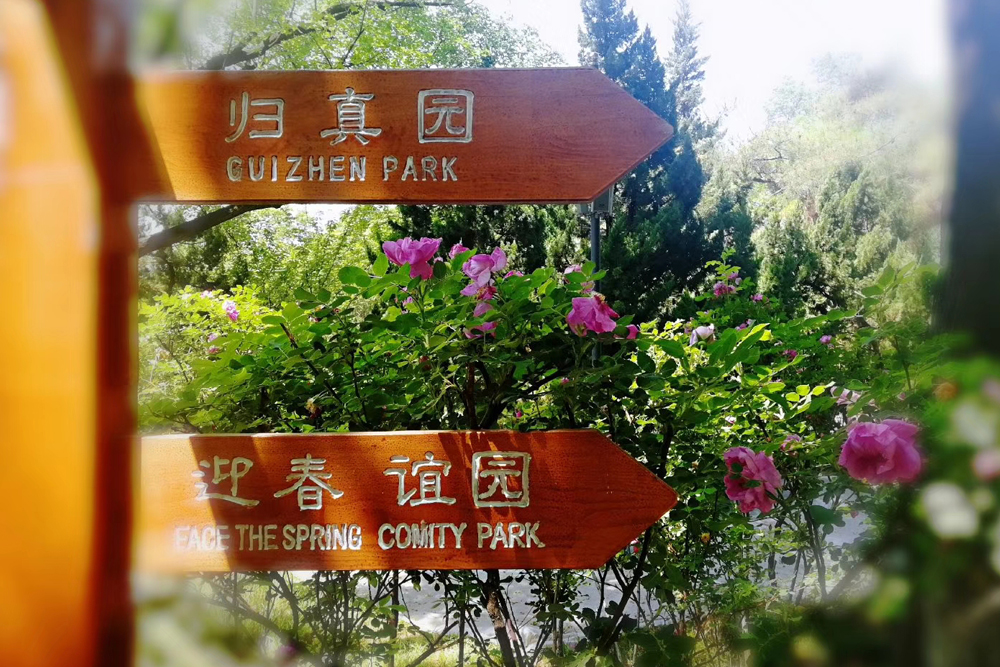 归真园
GUIZHEN PARK
迎春 谊园
FACE THE SPRING COMITY PARK